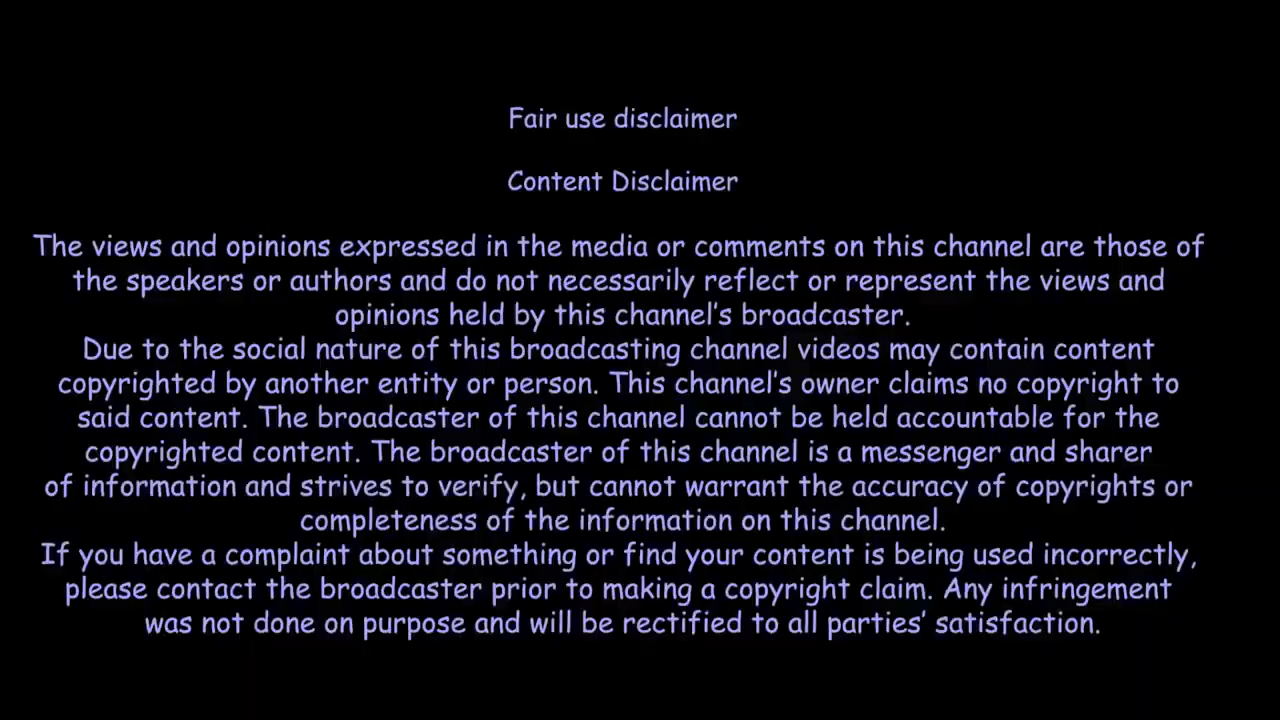 Fair use disclaimer
Content Disclaimer
The views and opinions expressed in the media or comments on this channel are those of
the speakers or authors and do not necessarily reflect or represent the views and
opinions held by this channel's broadcaster.
Due to the social nature of this broadcasting channel videos may contain content
copyrighted by another entity or person. This channel's owner claims no copyright to
said content. The broadcaster of this channel cannot be held accountable for the
copyrighted content. The broadcaster of this channel is a messenger and sharer
of information and strives to verify, but cannot warrant the accuracy of copyrights or
completeness of the information on this channel.
If you have a complaint about something or find your content is being used incorrectly,
please contact the broadcaster prior to making a copyright claim. Any infringement
was not done on purpose and will be rectified to all parties’ satisfaction.